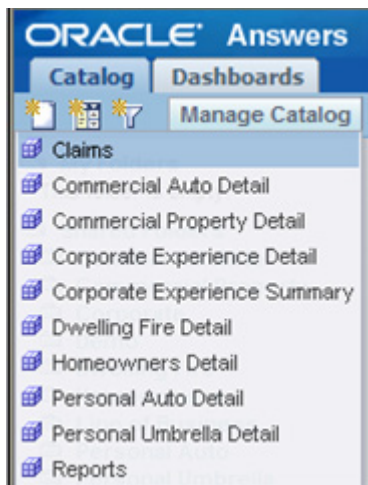 ORACLE Answers
Catalog Dashboards
Manage Catalog
Claims
Commercial Auto Detail
Commercial Property Detail
Corporate Experience Detail
Corporate Experience Summary
Dwelling Fire Detail
Homeowners Detail
Personal Auto Detail
Personal Umbrella Detail
Reports